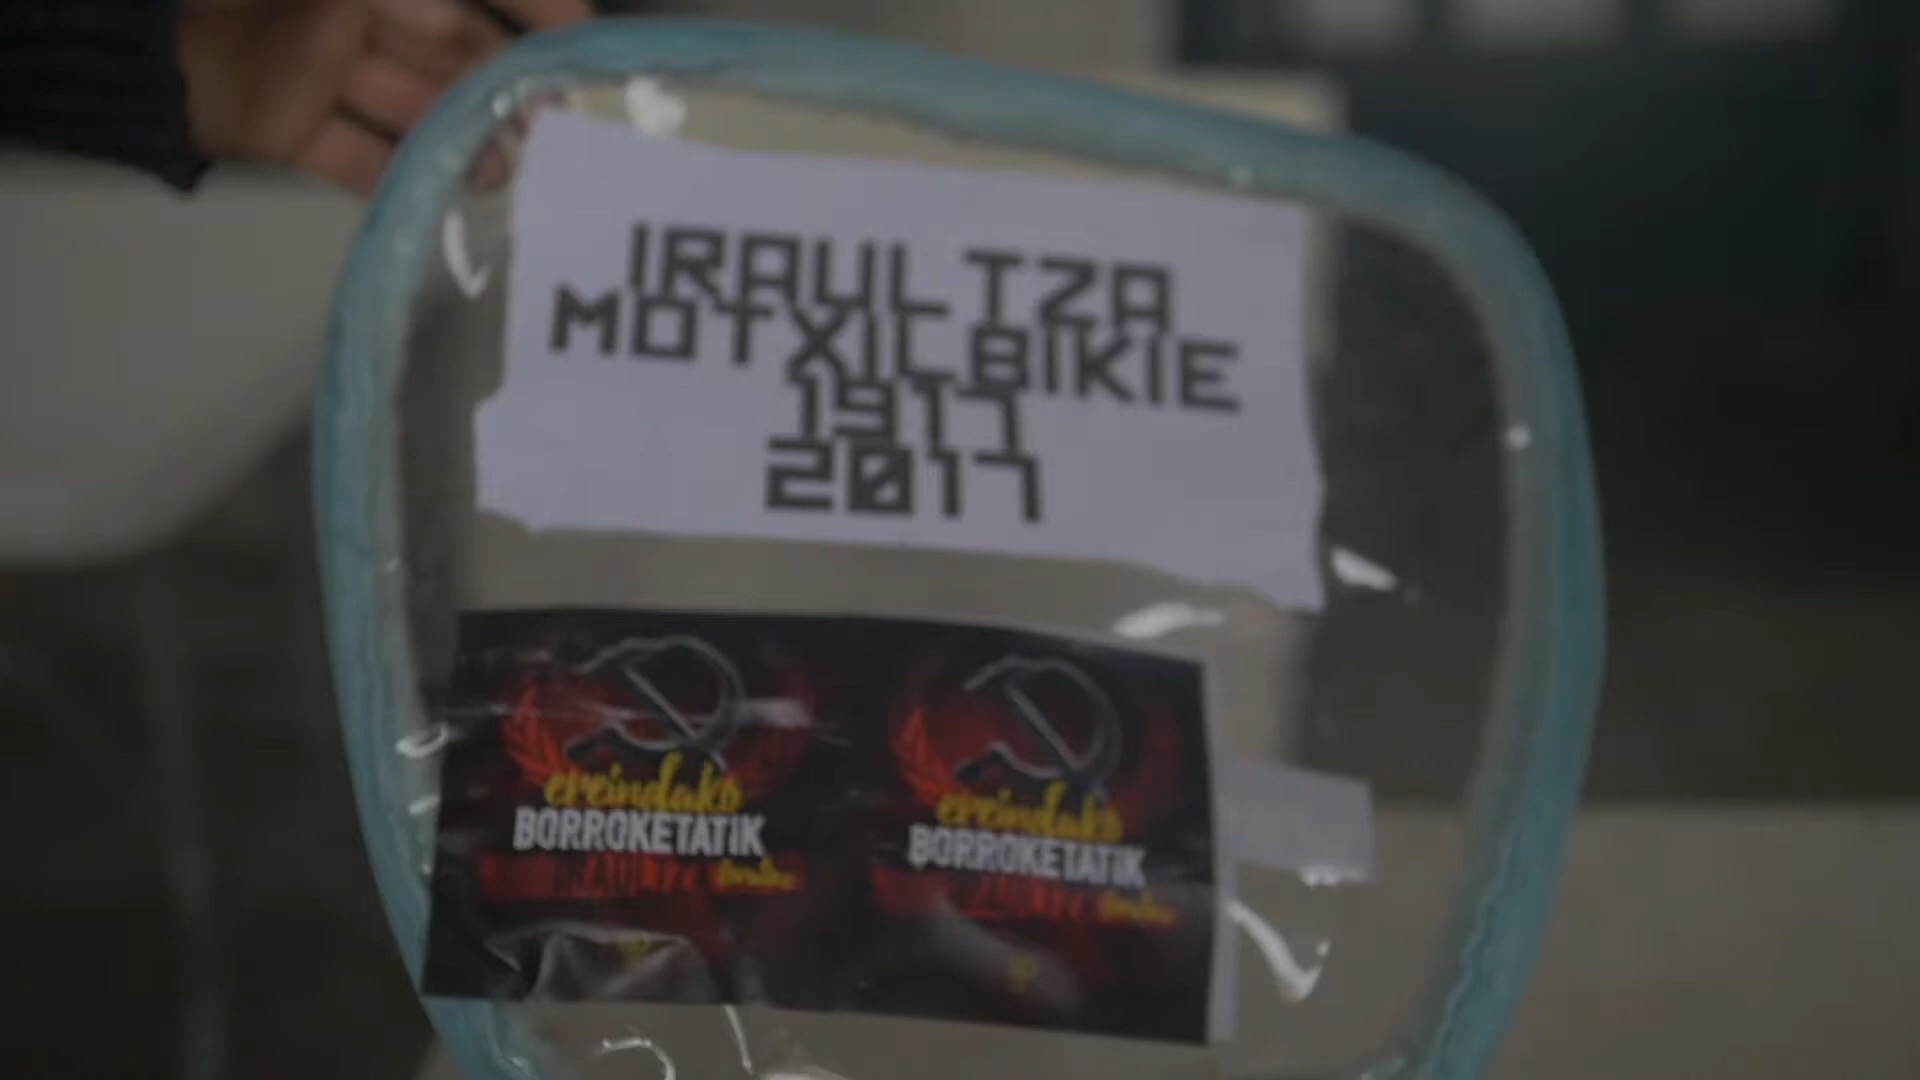 IRAULTZA
MOTXILBIKIE
1917
2017
ereindako
BORROKETATIK
ereindako
BORROKETATIK